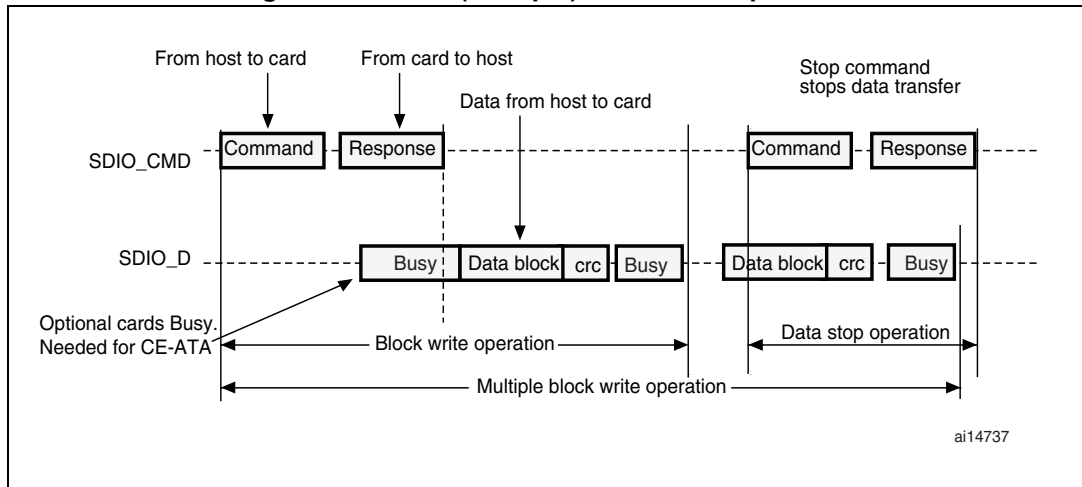 From host to card
From card to host
Data from host to card
Stop command
stops data transfer
SDIO_CMD
Command
Response
Command
Response
SDIO_D
Busy
Data block
crc
Busy
Data block
crc
Busy
Optional cards Busy.
Needed for CE-ATA
Block write operation
Data stop operation
Multiple block write operation
ai14737